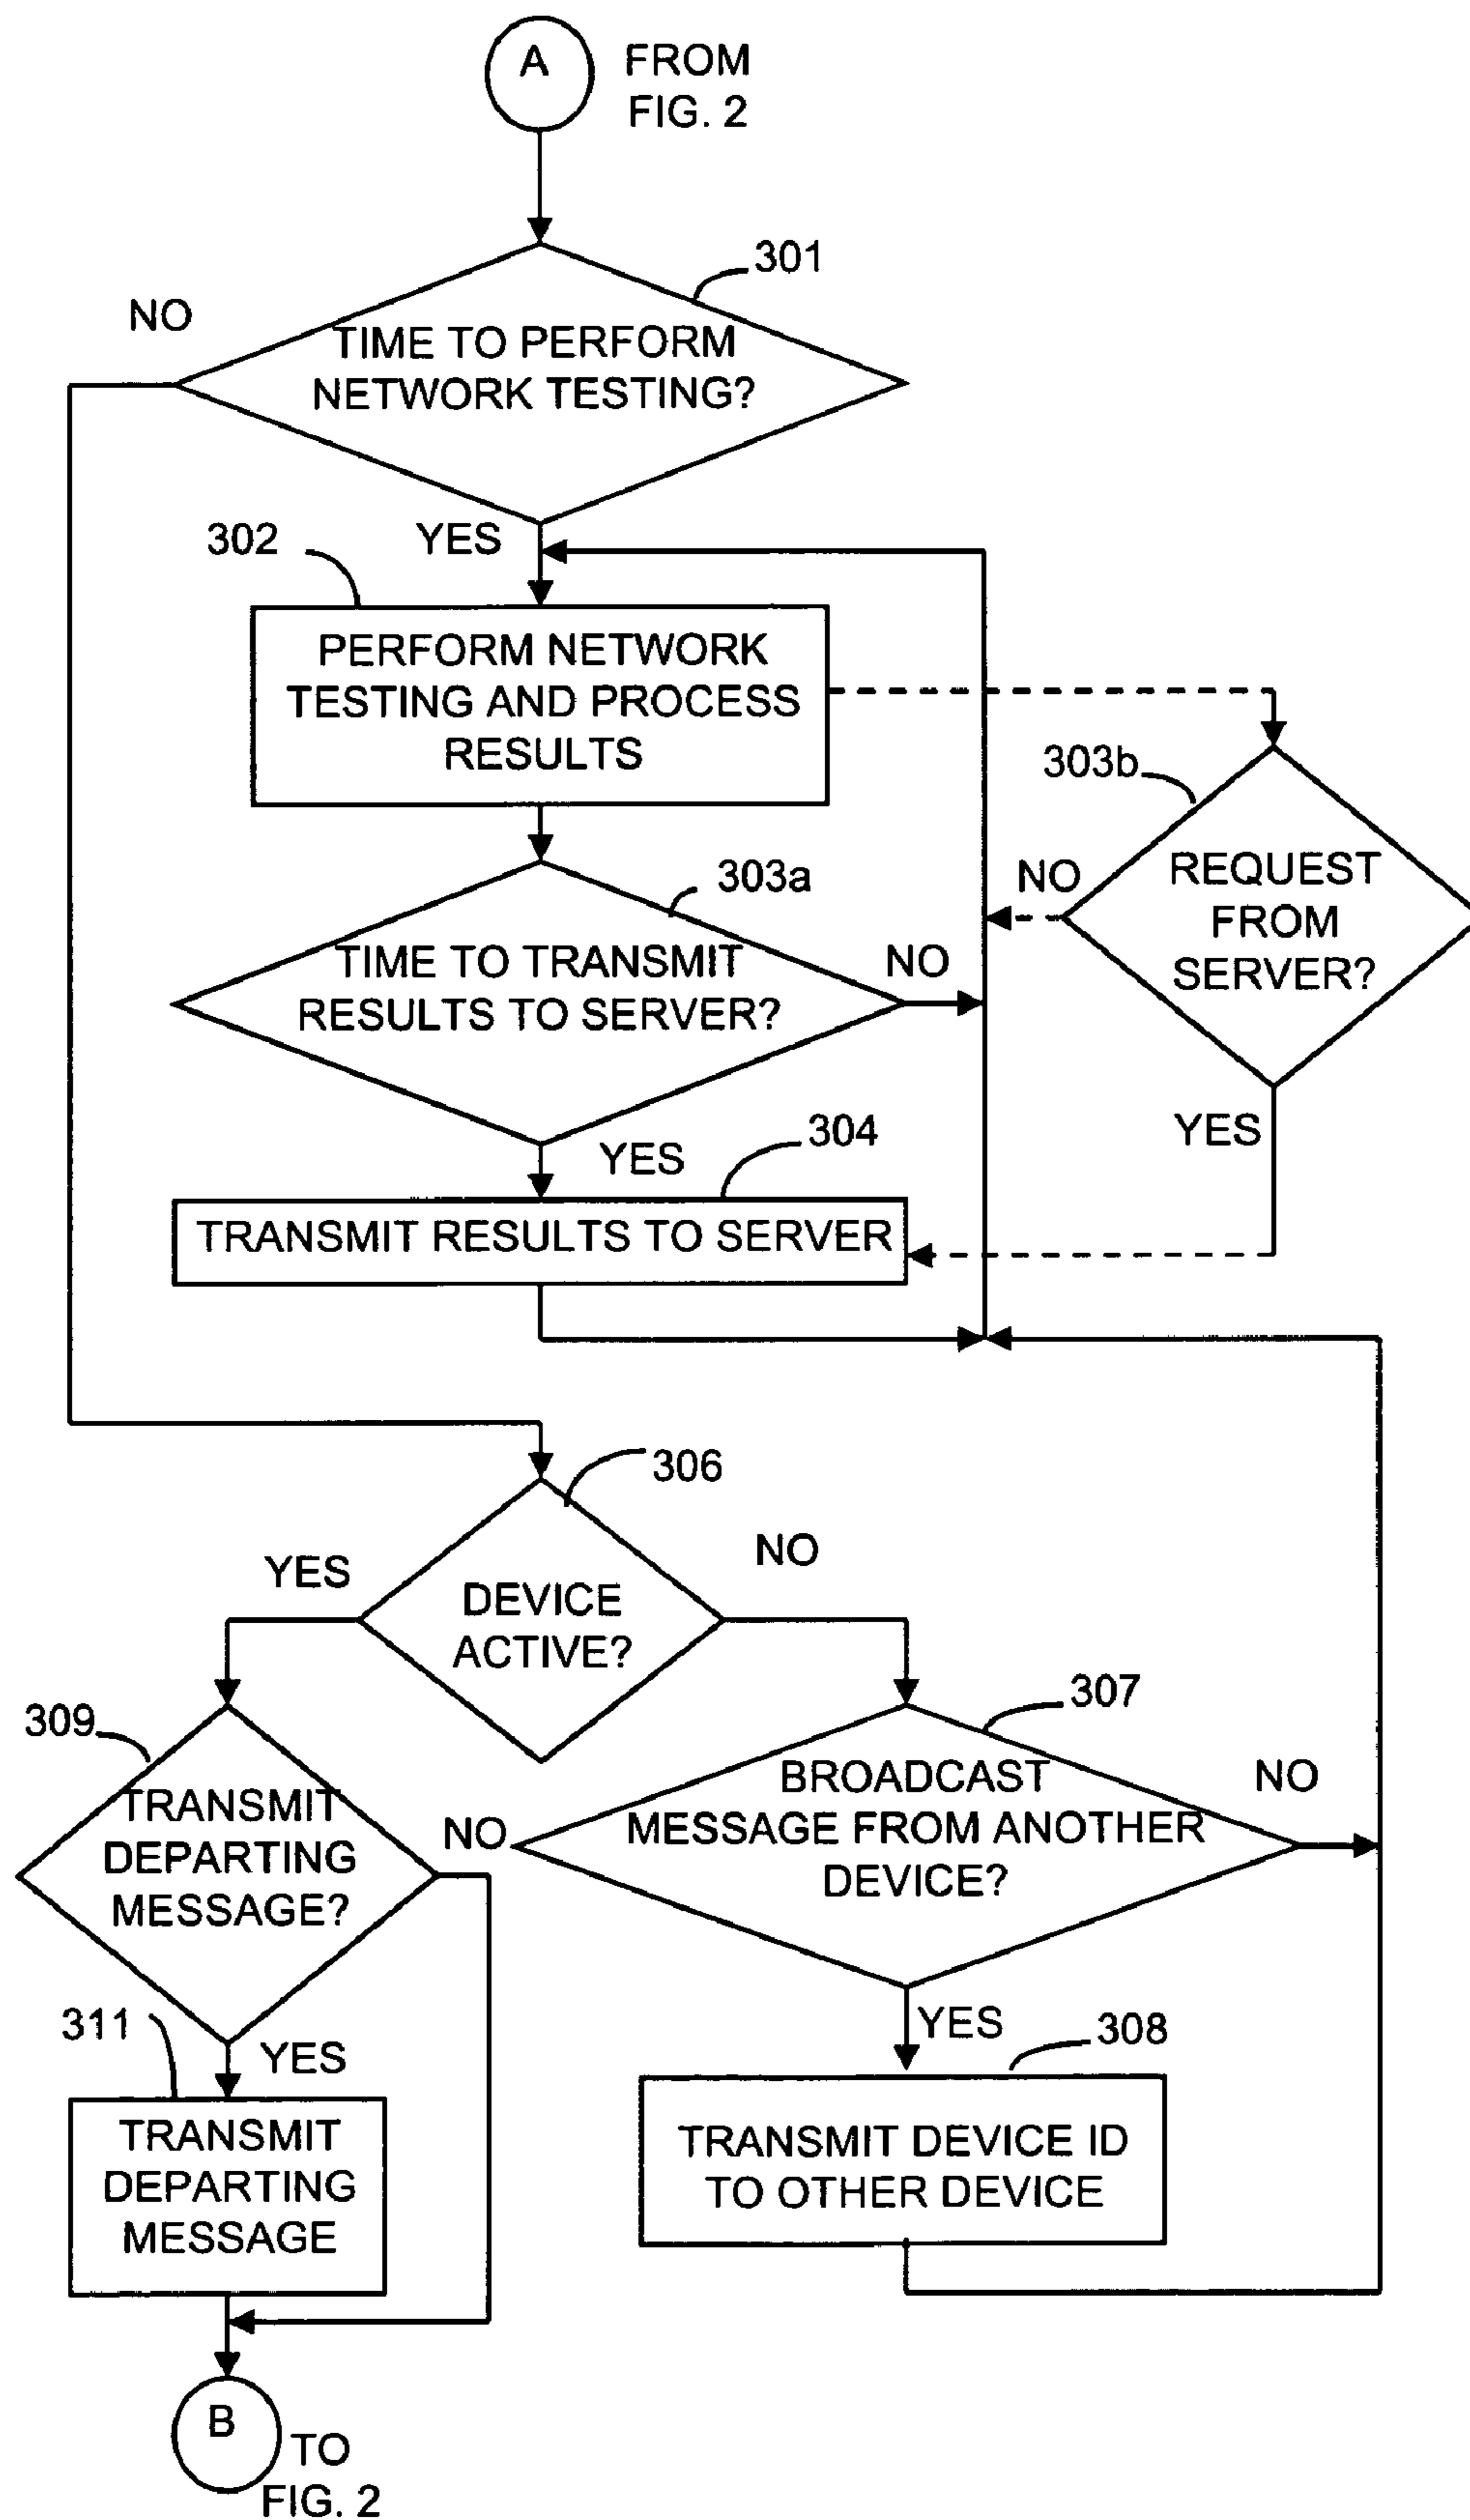 A
FROM
FIG. 2
301
NO
TIME TO PERFORM
NETWORK TESTING?
302
YES
PERFORM NETWORK
TESTING AND PROCESS
RESULTS
303b
303a
NO
REQUEST
FROM
SERVER?
TIME TO TRANSMIT
RESULTS TO SERVER?
NO
YES
304
YES
TRANSMIT RESULTS TO SERVER
306
YES
NO
DEVICE
ACTIVE?
309
307
TRANSMIT
DEPARTING
MESSAGE?
NO
BROADCAST
MESSAGE FROM ANOTHER
DEVICE?
NO
311
YES
YES
308
TRANSMIT
DEPARTING
MESSAGE
TRANSMIT DEVICE ID
TO OTHER DEVICE
B
TO
FIG. 2